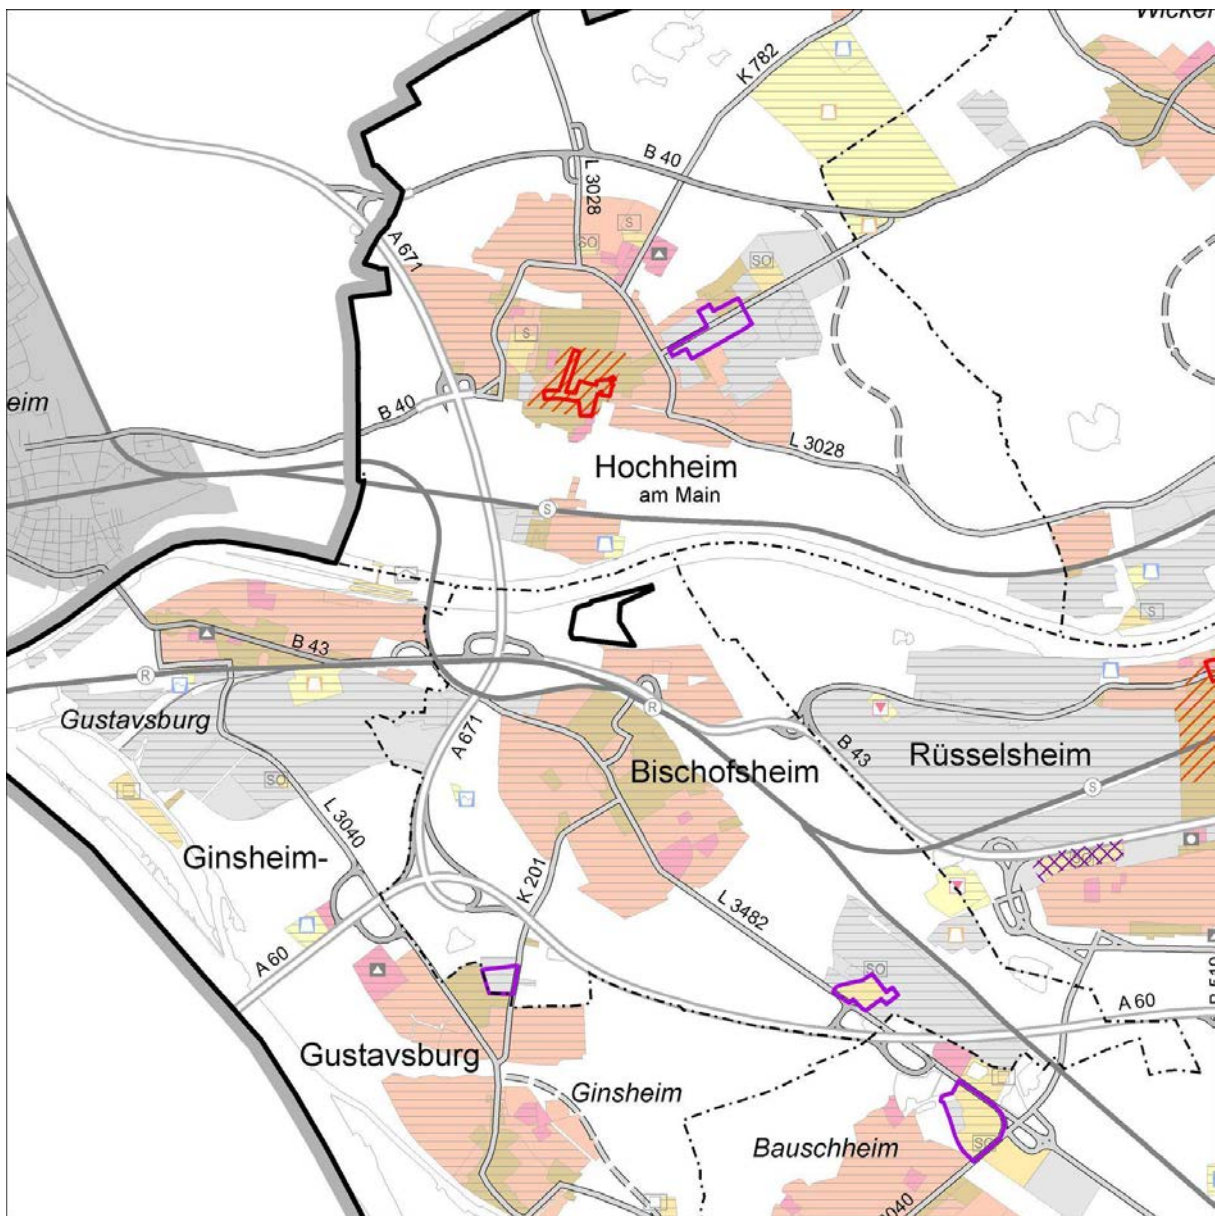 Wicker
K 782
B 40
L 3028
A 671
S
SO
SO
S
eim
B 40
L 3028
Hochheim
am Main
S
S
B 43
R
Gustavsburg
A 671
R
B 43
Rüsselsheim
Bischofsheim
S
SO
L 3040
Ginsheim-
K 201
L 3482
A 60
SO
A 60
Gustavsburg
Ginsheim
Bauschheim
SO